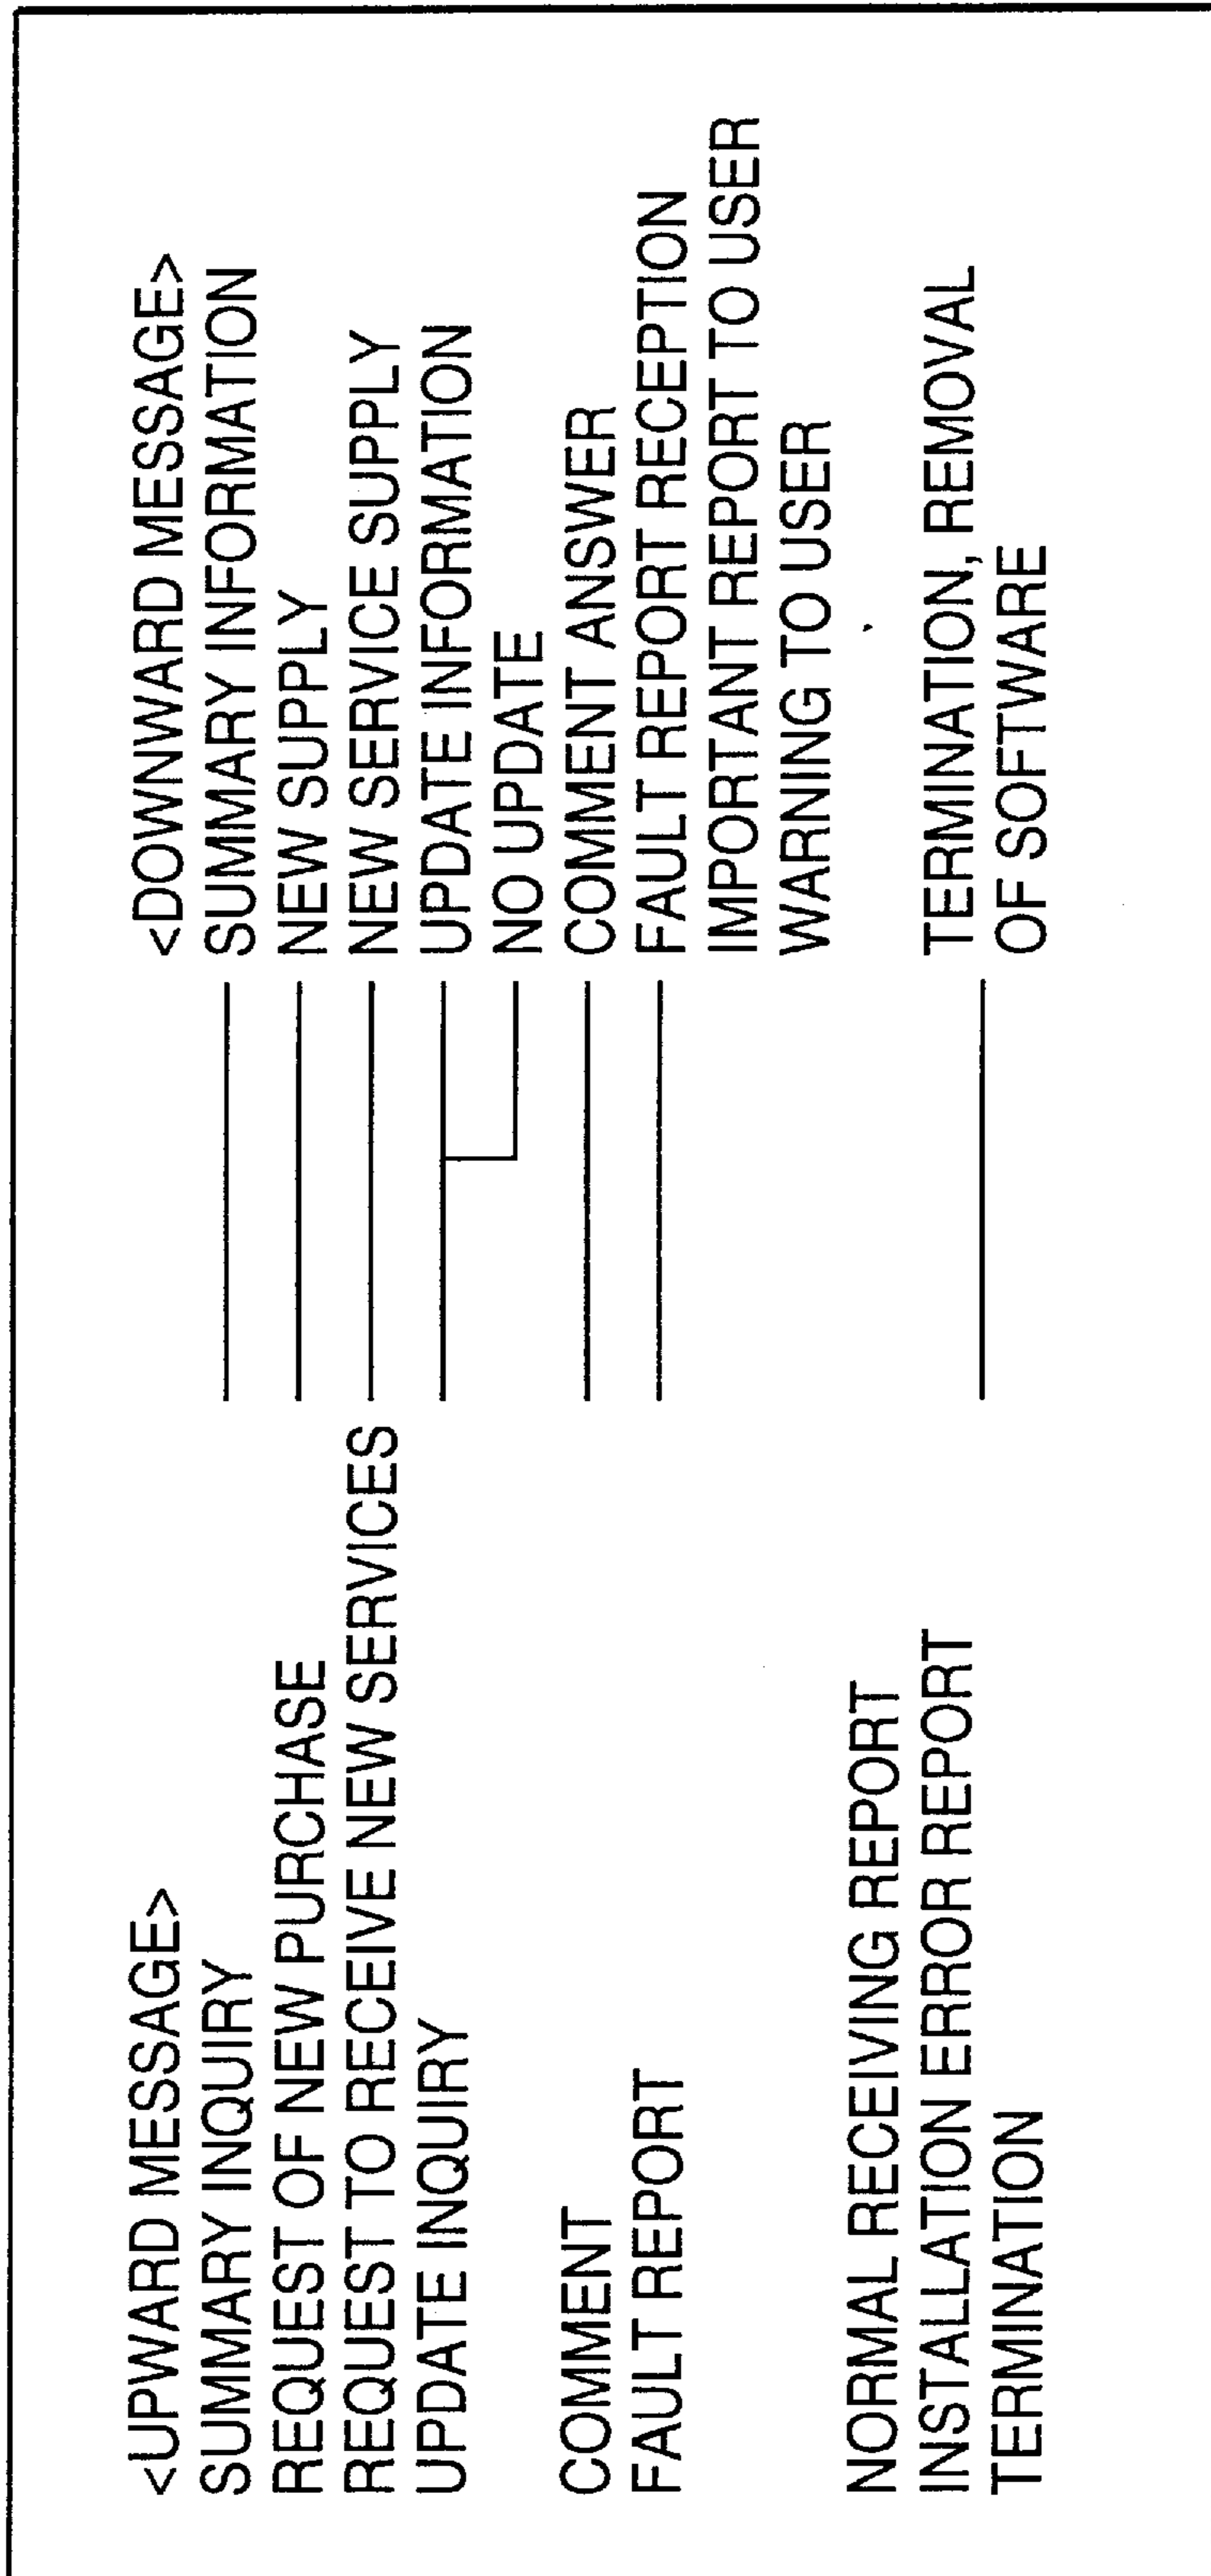 <UPWARD MESSAGE>
SUMMARY INQUIRY
REQUEST OF NEW PURCHASE
REQUEST TO RECEIVE NEW SERVICES
UPDATE INQUIRY
COMMENT
FAULT REPORT
NORMAL RECEIVING REPORT
INSTALLATION ERROR REPORT
TERMINATION
<DOWNWARD MESSAGE>
SUMMARY INFORMATION
NEW SUPPLY
NEW SERVICE SUPPLY
UPDATE INFORMATION
NO UPDATE
COMMENT ANSWER
FAULT REPORT RECEPTION
IMPORTANT REPORT TO USER
WARNING TO USER
TERMINATION, REMOVAL
OF SOFTWARE